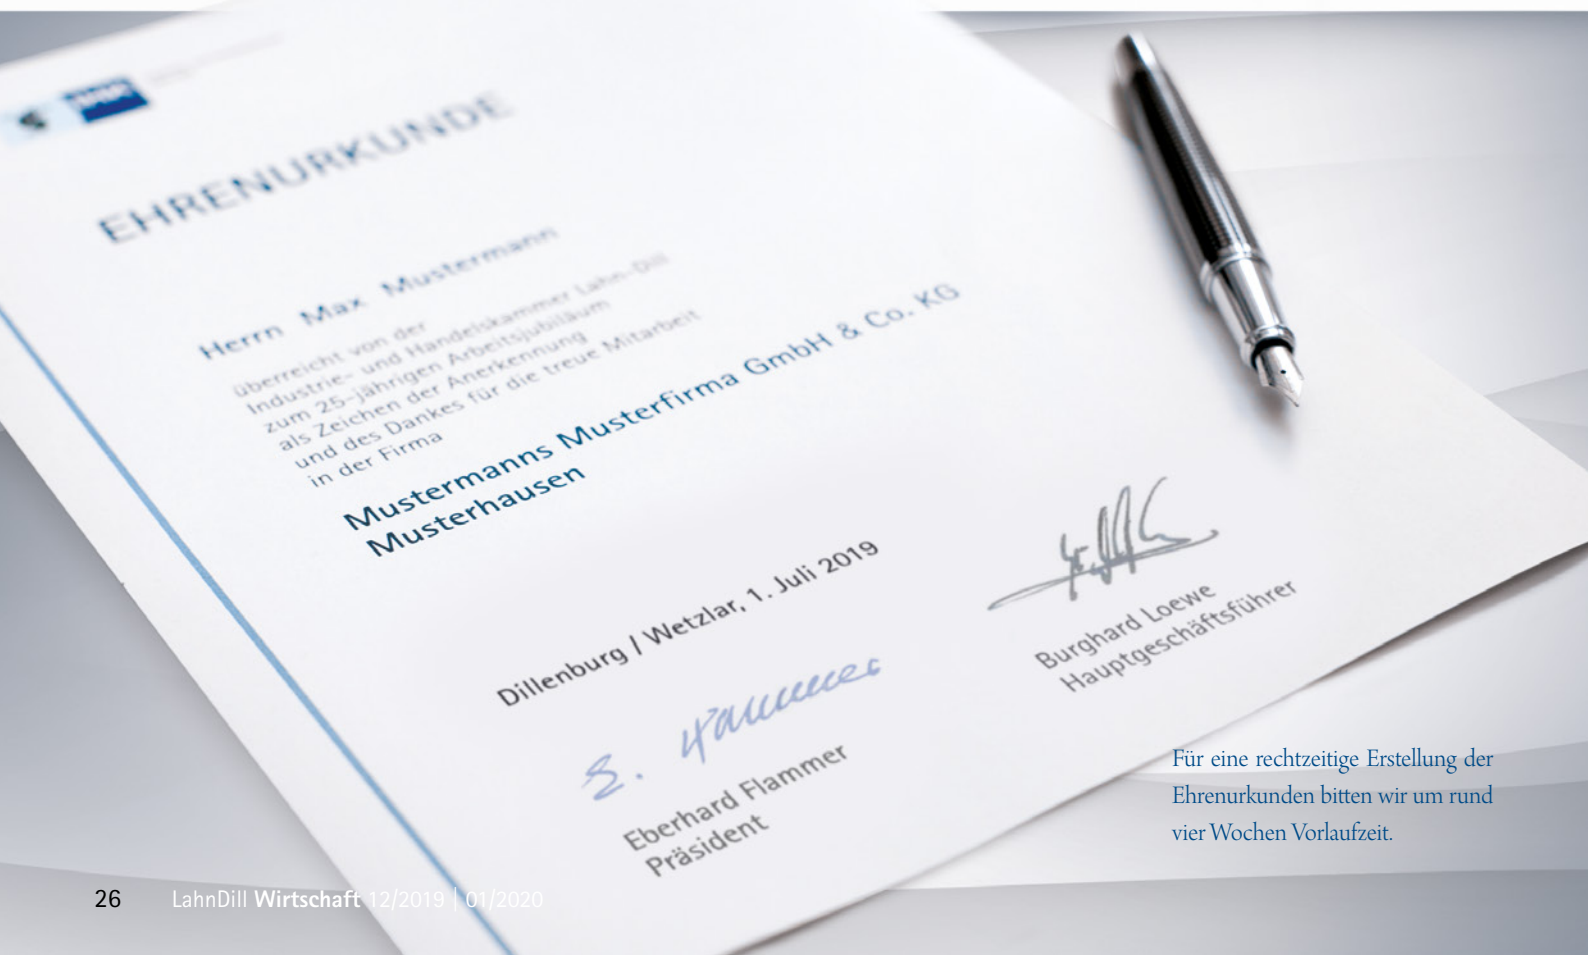 IHK
EHRENURKUNDE
Herrn Max Mustermann
überreicht von der
Industrie- und Handelskammer Lahn-Dill
zum 25-jährigen Arbeitsjubiläum
als Zeichen der Anerkennung
und des Dankes für die treue Mitarbeit
in der Firma
Mustermanns Musterfirma GmbH & Co. KG
Musterhausen
Dillenburg / Wetzlar, 1. Juli 2019
E. Flammer
Eberhard Flammer
Präsident
Burghard Loewe
Hauptgeschäftsführer
Für eine rechtzeitige Erstellung der
Ehrenurkunden bitten wir um rund
vier Wochen Vorlaufzeit.
26 LahnDill Wirtschaft 12/2019 | 01/2020